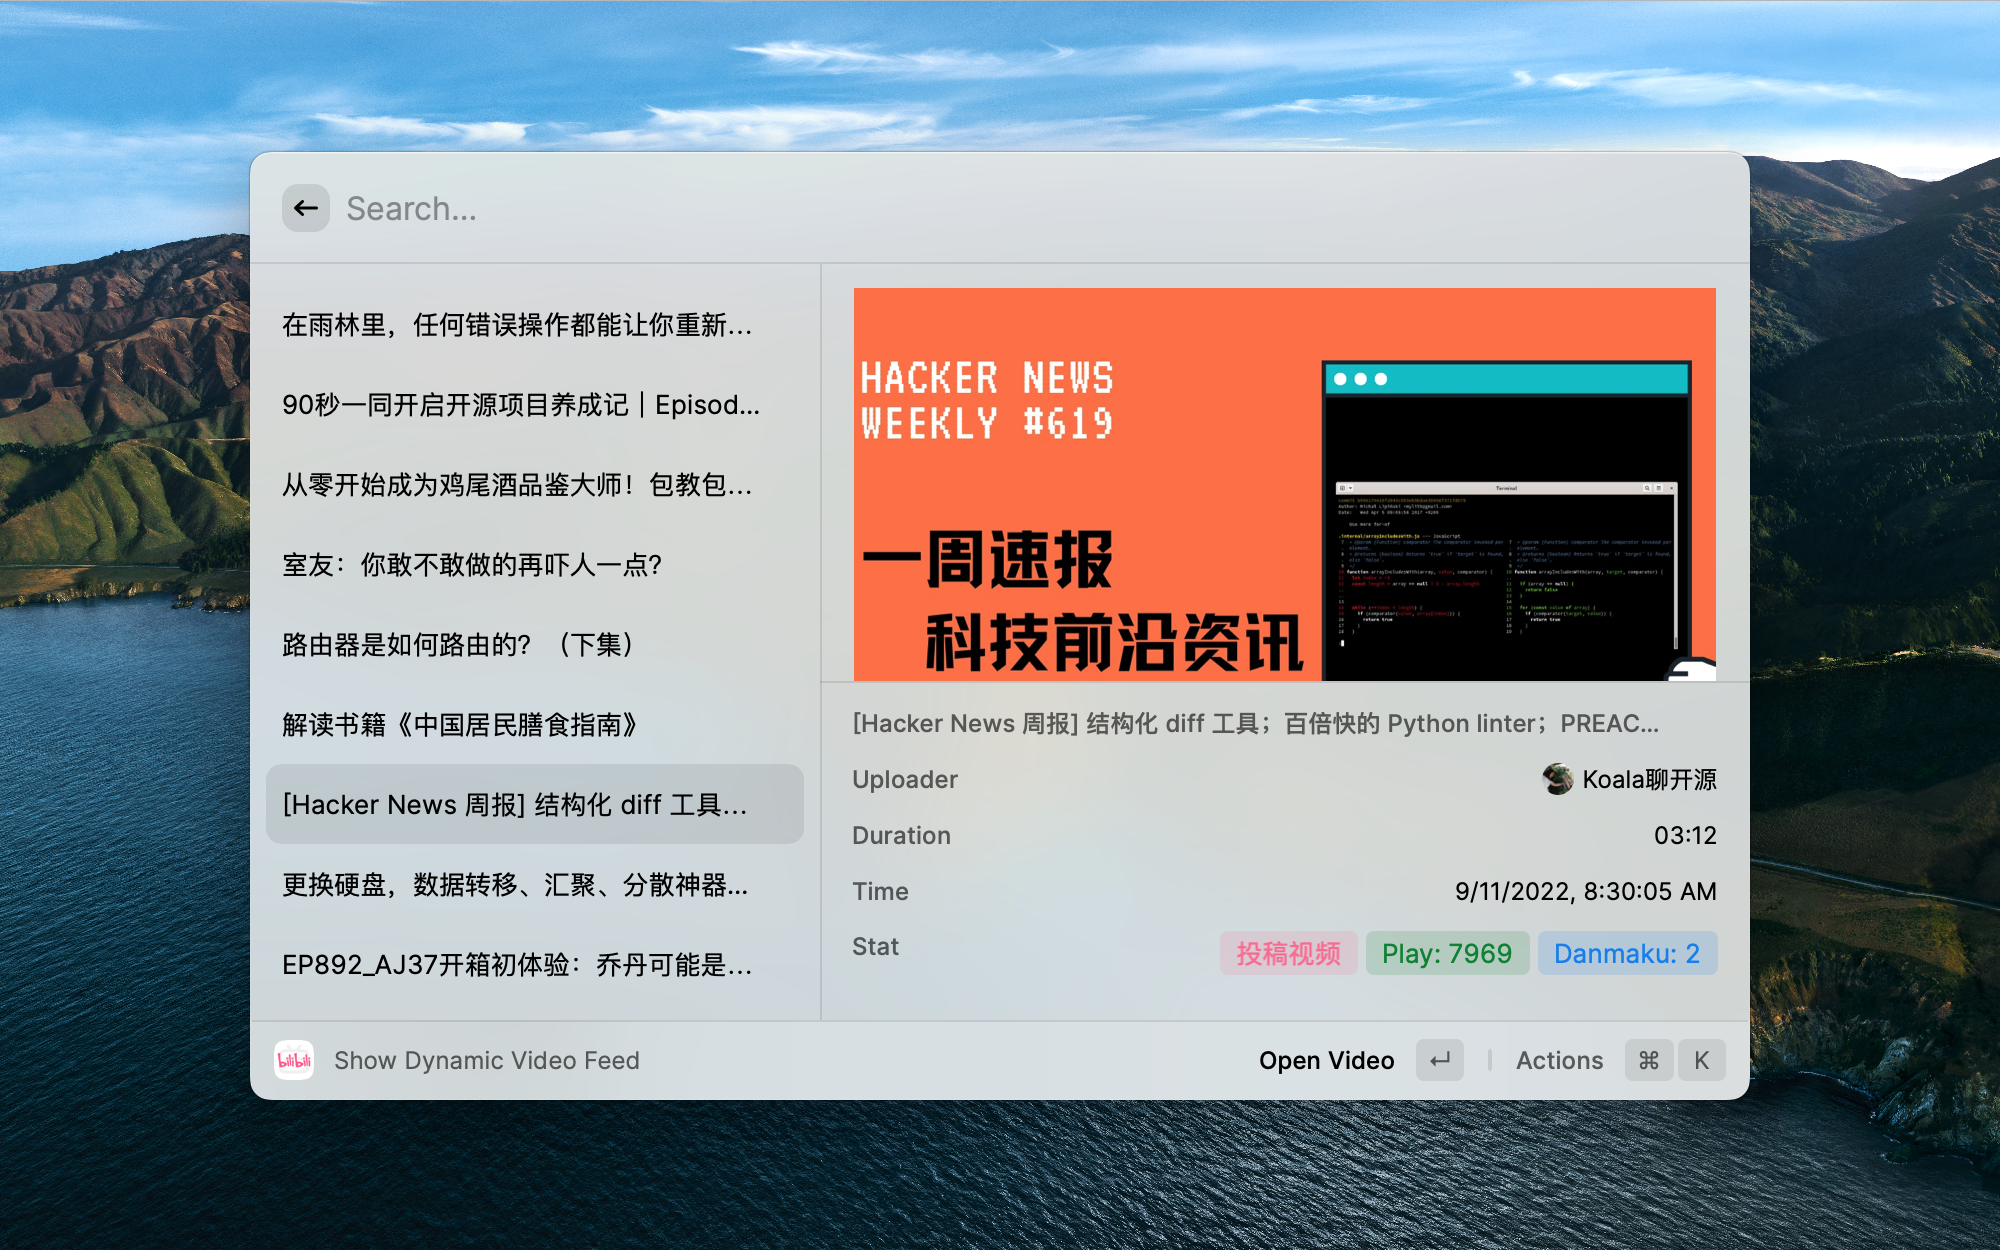 Search...
在雨林里，任何错误操作都能让你重新...
90秒一同开启开源项目养成记｜Episod...
从零开始成为鸡尾酒品鉴大师！包教包...
室友：你敢不敢做的再吓人一点？
路由器是如何路由的？（下集）
解读书籍《中国居民膳食指南》
[Hacker News 周报] 结构化 diff 工具...
更换硬盘，数据转移、汇聚、分散神器...
EP892_AJ37开箱初体验：乔丹可能是...
HACKER NEWS
WEEKLY #619
一周速报
科技前沿资讯
Terminal
[Hacker News 周报] 结构化 diff 工具；百倍快的 Python linter；PREAC...
Uploader
Koala聊开源
Duration
03:12
Time
9/11/2022, 8:30:05 AM
Stat
投稿视频
Play: 7969
Danmaku: 2
bilibili
Show Dynamic Video Feed
Open Video ↵
Actions ⌘ K